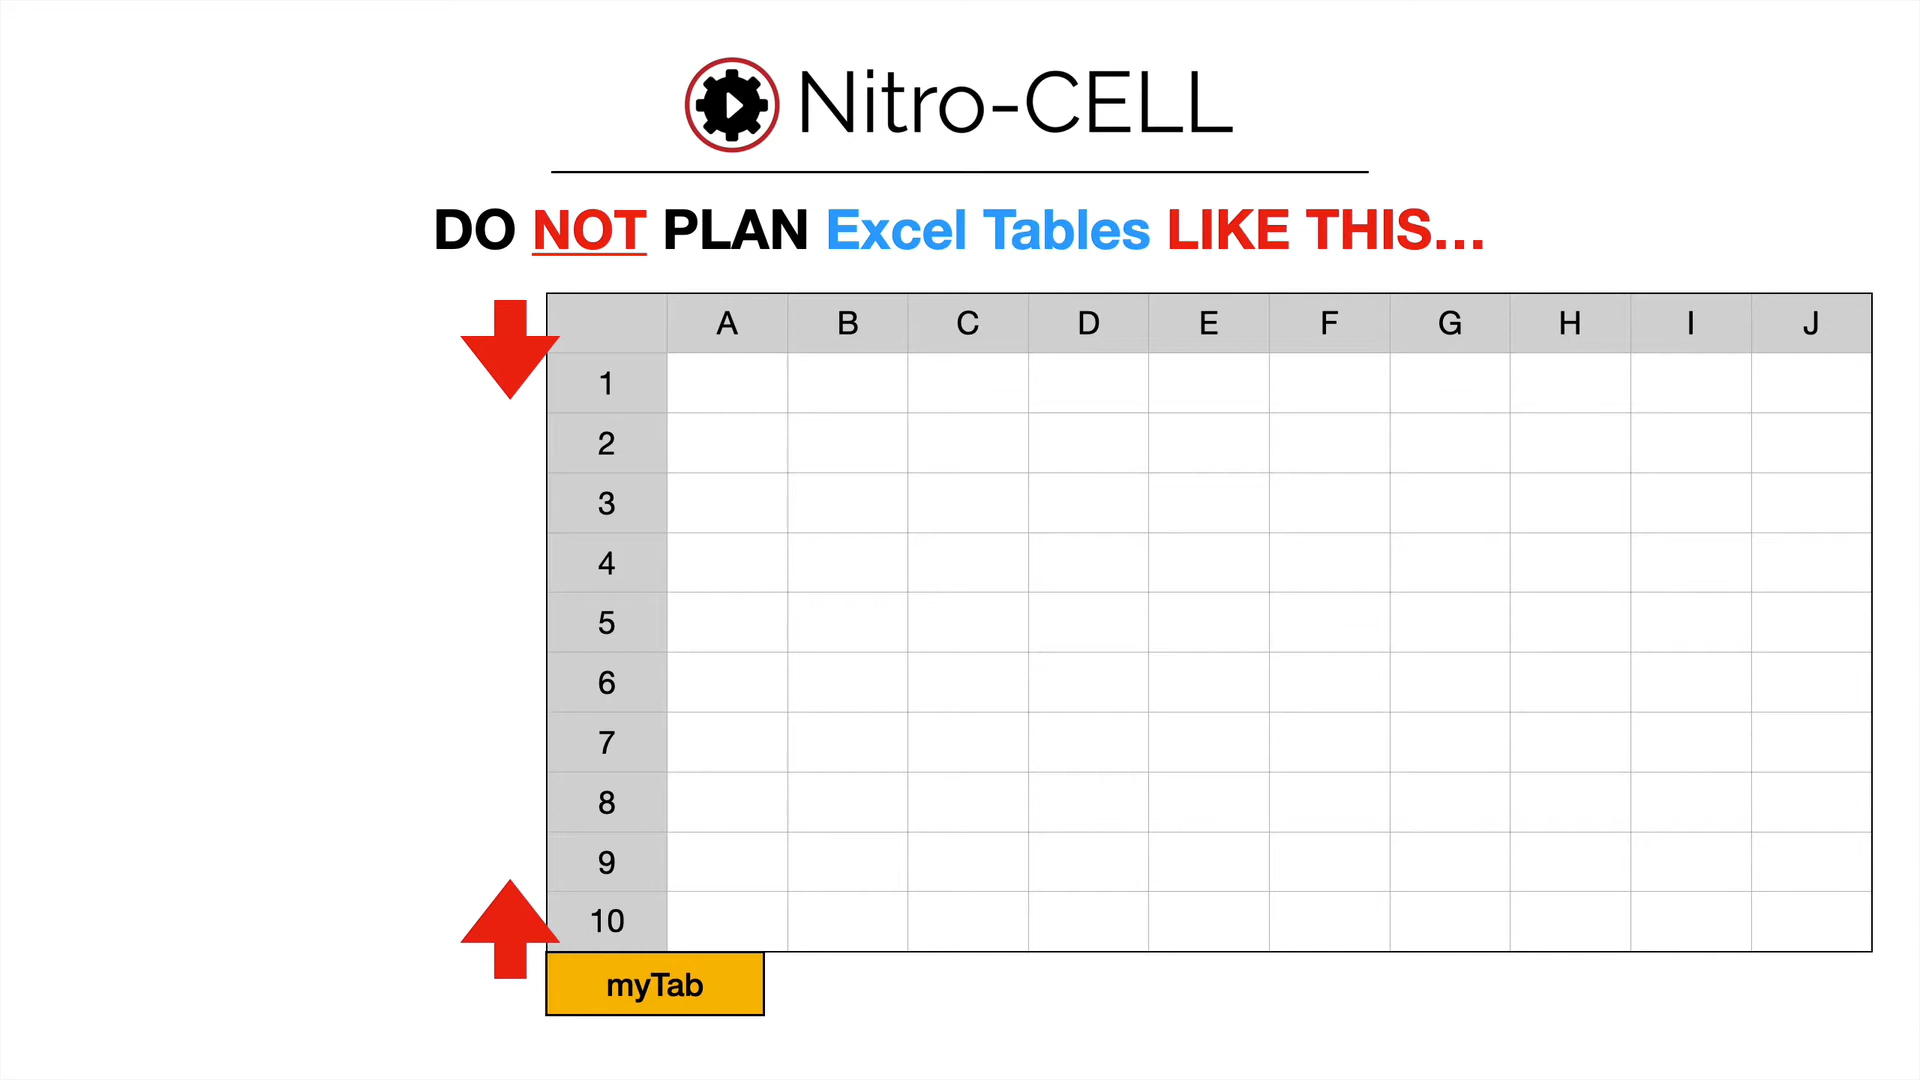 Nitro-CELL
DO NOT PLAN Excel Tables LIKE THIS...
A B C D E F G H I J
1
2
3
4
5
6
7
8
9
10
myTab